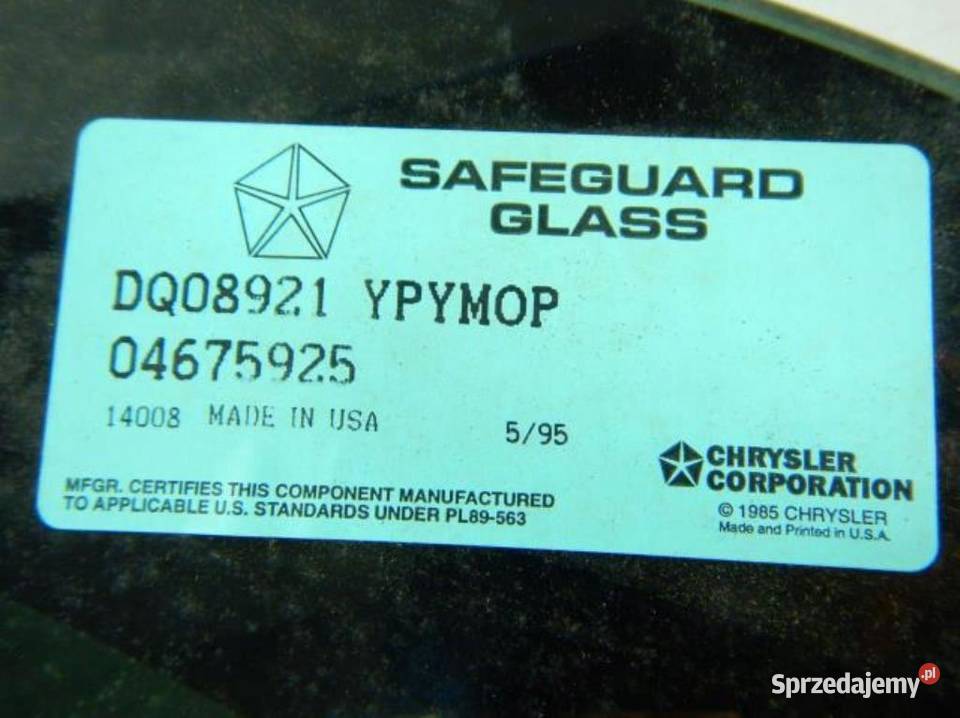 SAFEGUARD
GLASS
DQ08921 YPYMOP
04675925
14008 MADE IN USA
5/95
MFGR. CERTIFIES THIS COMPONENT MANUFACTURED
TO APPLICABLE U.S. STANDARDS UNDER PL89-563
CHRYSLER
CORPORATION
© 1985 CHRYSLER
Made and Printed in U.S.A.
Sprzedajemy.pl